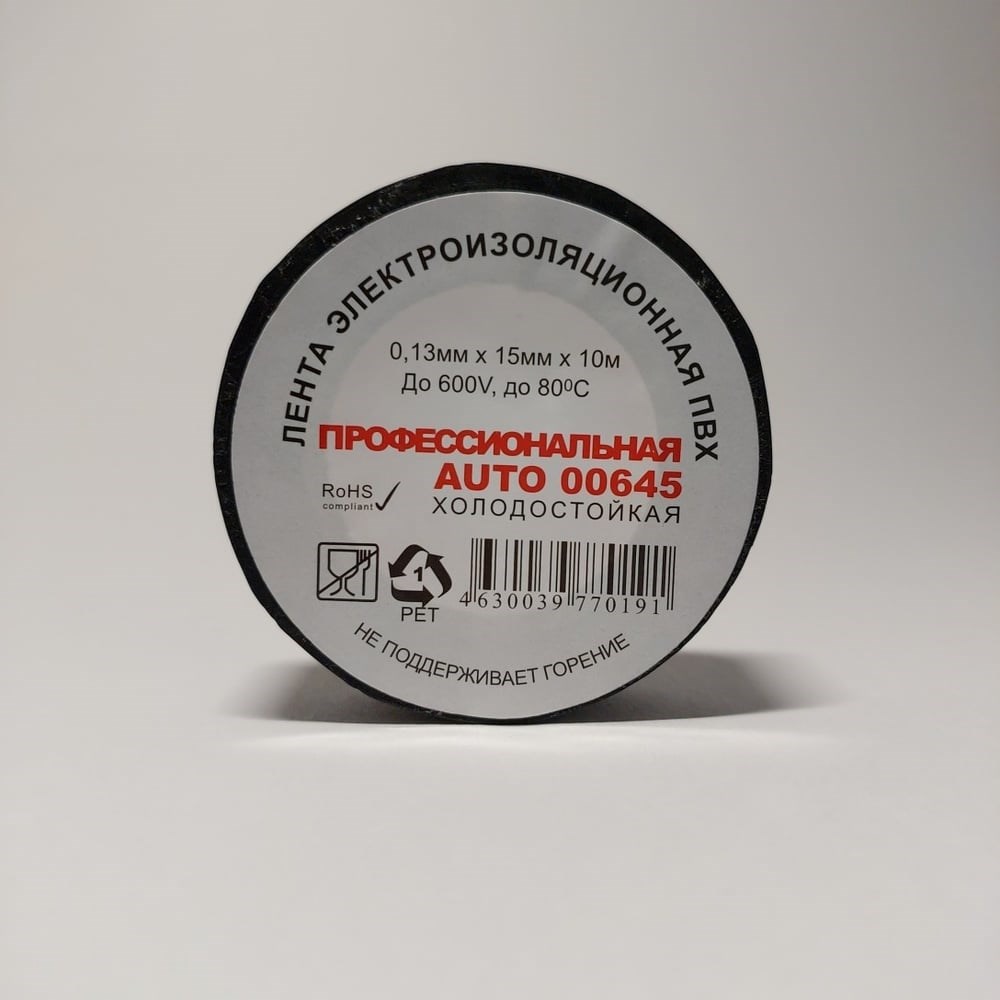 ЛЕНТА ЭЛЕКТРОИЗОЛЯЦИОННАЯ ПВХ
0,13мм х 15мм х 10м
До 600V, до 80⁰С
ПРОФЕССИОНАЛЬНАЯ
AUTO 00645
ХОЛОДОСТОЙКАЯ
RoHS
compliant
1
PET
4 630039 770191
НЕ ПОДДЕРЖИВАЕТ ГОРЕНИЕ